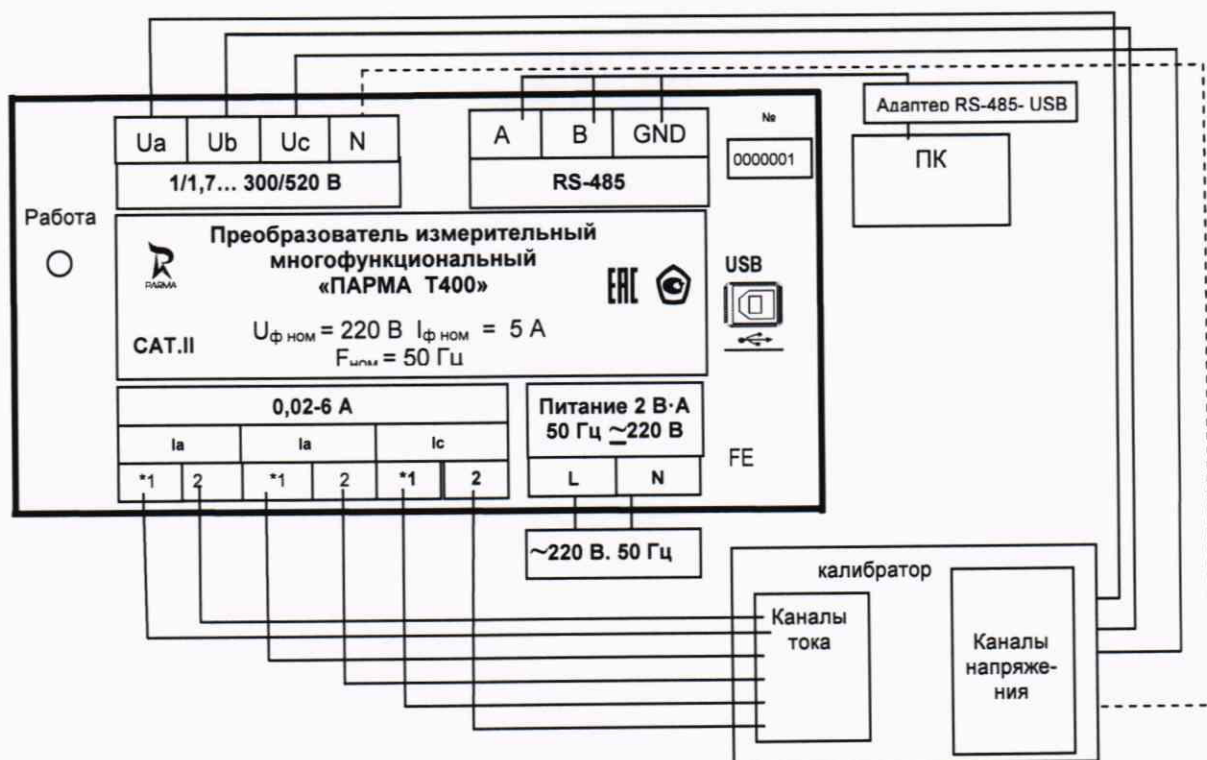 Ua Ub Uc N
1/1,7... 300/520 В
A B GND
RS-485
№
0000001
Адаптер RS-485- USB
ПК
Работа
PARMA
Преобразователь измерительный
многофункциональный
«ПАРМА Т400»
EAC
CAT.II
Uф ном = 220 В Iф ном = 5 А
Fном = 50 Гц
USB
0,02-6 А
Ia Ia Ic
*1 2 *1 2 *1 2
Питание 2 В·А
50 Гц ~220 В
L N
FE
~220 В. 50 Гц
калибратор
Каналы
тока
Каналы
напряже-
ния